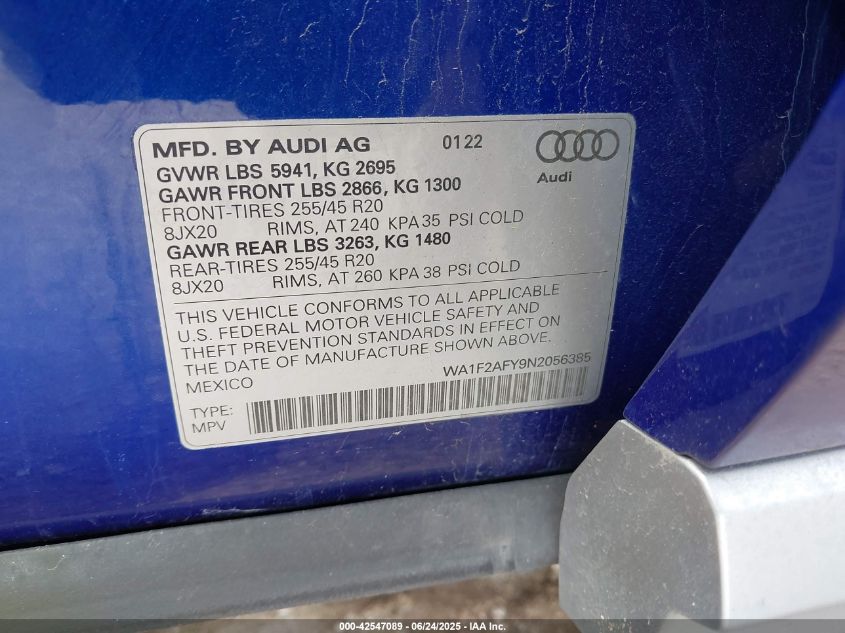 MFD. BY AUDI AG 0122
GVWR LBS 5941, KG 2695
GAWR FRONT LBS 2866, KG 1300
FRONT-TIRES 255/45 R20
8JX20 RIMS, AT 240 KPA 35 PSI COLD
GAWR REAR LBS 3263, KG 1480
REAR-TIRES 255/45 R20
8JX20 RIMS, AT 260 KPA 38 PSI COLD
Audi
THIS VEHICLE CONFORMS TO ALL APPLICABLE
U.S. FEDERAL MOTOR VEHICLE SAFETY AND
THEFT PREVENTION STANDARDS IN EFFECT ON
THE DATE OF MANUFACTURE SHOWN ABOVE.
MEXICO WA1F2AFY9N2056385
TYPE:
MPV
000-42547089 - 06/24/2025 - IAA Inc.